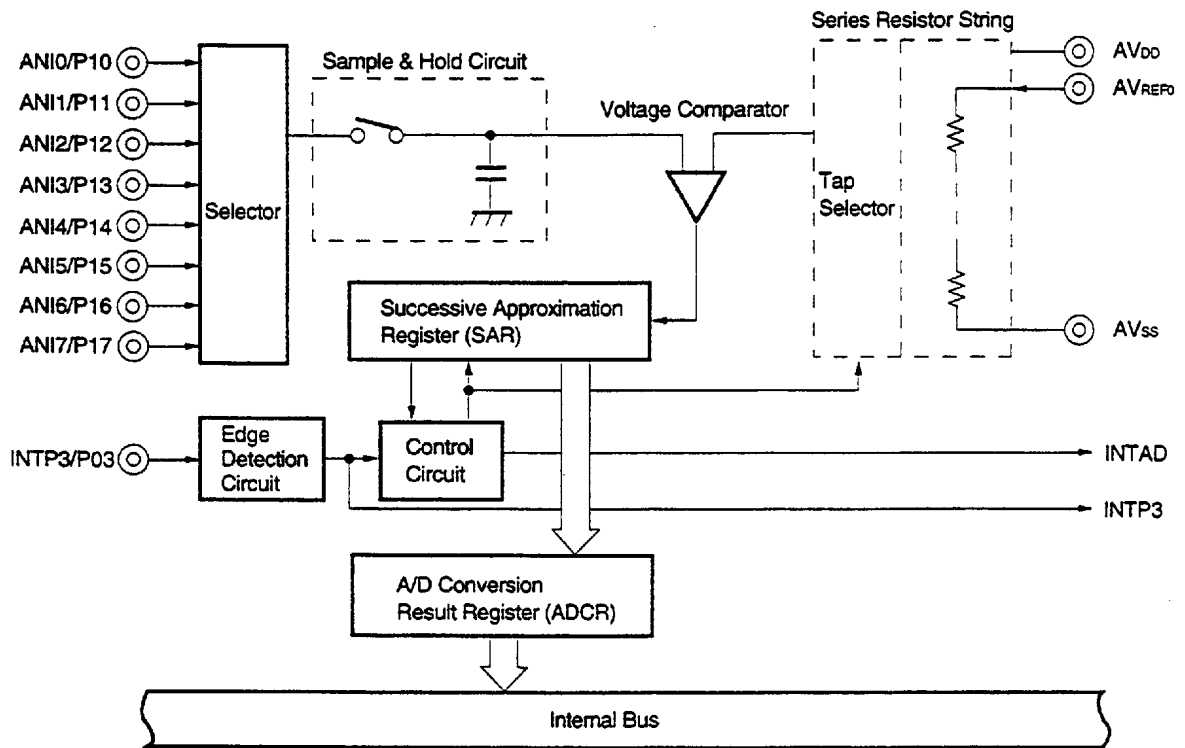 Series Resistor String
ANI0/P10
ANI1/P11
ANI2/P12
ANI3/P13
ANI4/P14
ANI5/P15
ANI6/P16
ANI7/P17
Selector
Sample & Hold Circuit
Voltage Comparator
Tap
Selector
AVDD
AVREF0
AVSS
Successive Approximation
Register (SAR)
INTP3/P03
Edge
Detection
Circuit
Control
Circuit
INTAD
INTP3
A/D Conversion
Result Register (ADCR)
Internal Bus